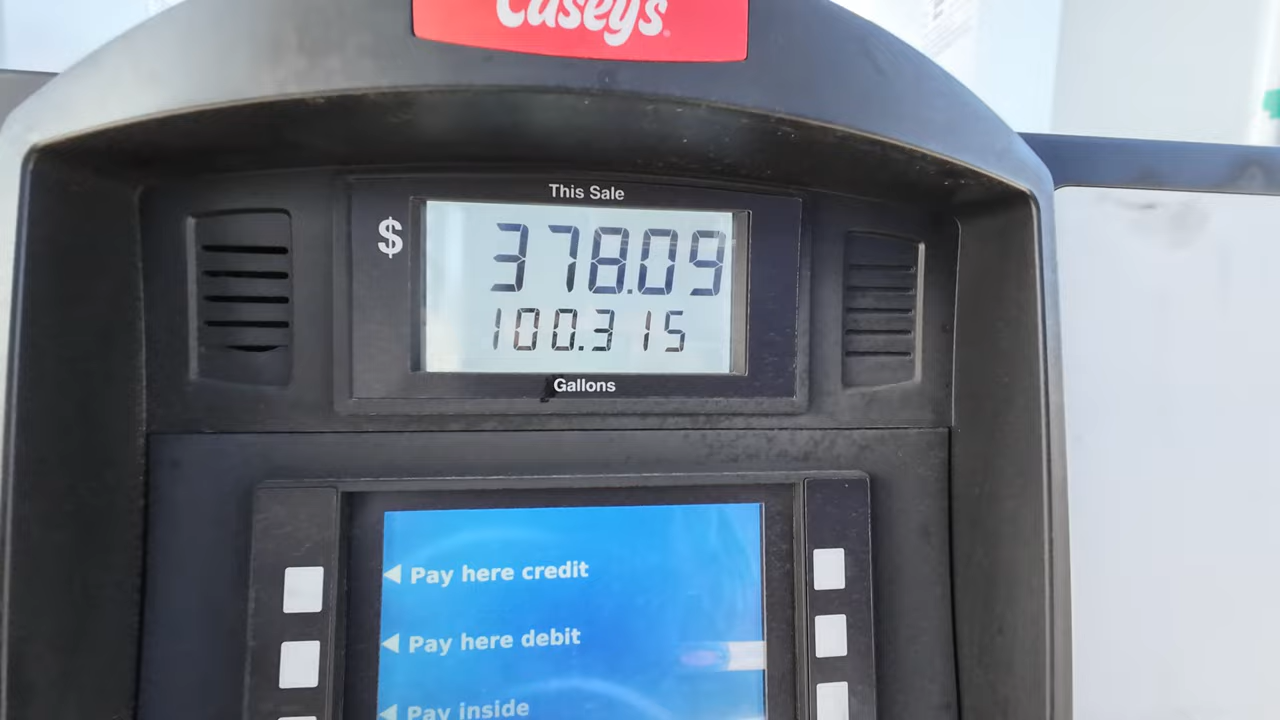 Casey's
This Sale
$ 378.09
100.315
Gallons
Pay here credit
Pay here debit
Pay inside